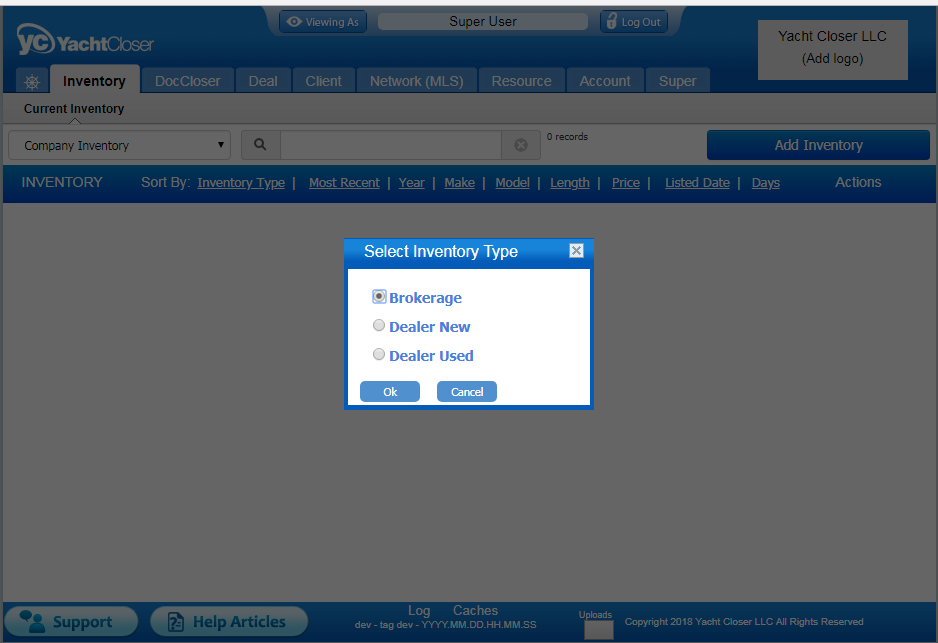 Viewing As Super User Log Out
YC YachtCloser
Yacht Closer LLC
(Add logo)
Inventory DocCloser Deal Client Network (MLS) Resource Account Super
Current Inventory
Company Inventory 0 records Add Inventory
INVENTORY Sort By: Inventory Type | Most Recent | Year | Make | Model | Length | Price | Listed Date | Days Actions
Select Inventory Type
Brokerage
Dealer New
Dealer Used
Ok Cancel
Support Help Articles
Log Caches
dev - tag dev - YYYY.MM.DD.HH.MM.SS
Uploads
Copyright 2018 Yacht Closer LLC All Rights Reserved